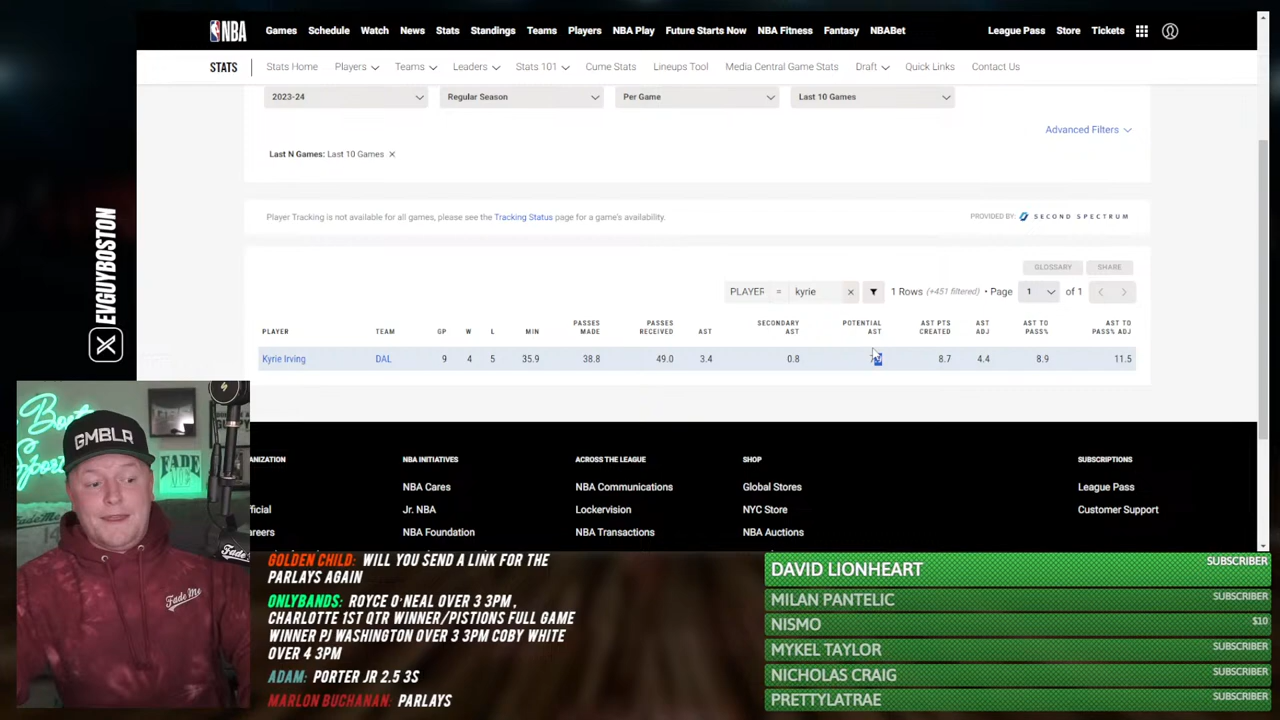 NBA Games Schedule Watch News Stats Standings Teams Players NBA Play Future Starts Now NBA Fitness Fantasy NBABet League Pass Store Tickets
STATS Stats Home Players Teams Leaders Stats 101 Cume Stats Lineups Tool Media Central Game Stats Draft Quick Links Contact Us
2023-24 Regular Season Per Game Last 10 Games
Advanced Filters
Last N Games: Last 10 Games ×
Player Tracking is not available for all games, please see the Tracking Status page for a game's availability.
PROVIDED BY: SECOND SPECTRUM
GLOSSARY SHARE
PLAYER = kyrie × 1 Rows (+451 filtered) • Page 1 of 1
PLAYER TEAM GP W L MIN PASSES MADE PASSES RECEIVED AST SECONDARY AST POTENTIAL AST AST PTS CREATED AST ADJ AST TO PASS% AST TO PASS% ADJ
Kyrie Irving DAL 9 4 5 35.9 38.8 49.0 3.4 0.8 8.7 4.4 8.9 11.5
NBA INITIATIVES ACROSS THE LEAGUE SHOP SUBSCRIPTIONS
NBA Cares NBA Communications Global Stores League Pass
Jr. NBA Lockervision NYC Store Customer Support
NBA Foundation NBA Transactions NBA Auctions
X EVGUYBOSTON
GMBLR
FADE
Fade Me
GOLDEN CHILD: WILL YOU SEND A LINK FOR THE
PARLAYS AGAIN
ONLYBANDS: ROYCE O'NEAL OVER 3 3PM ,
CHARLOTTE 1ST QTR WINNER/PISTIONS FULL GAME
WINNER PJ WASHINGTON OVER 3 3PM COBY WHITE
OVER 4 3PM
ADAM: PORTER JR 2.5 3S
MARLON BUCHANAN: PARLAYS
DAVID LIONHEART SUBSCRIBER
MILAN PANTELIC SUBSCRIBER
NISMO $10
MYKEL TAYLOR SUBSCRIBER
NICHOLAS CRAIG SUBSCRIBER
PRETTYLATRAE SUBSCRIBER